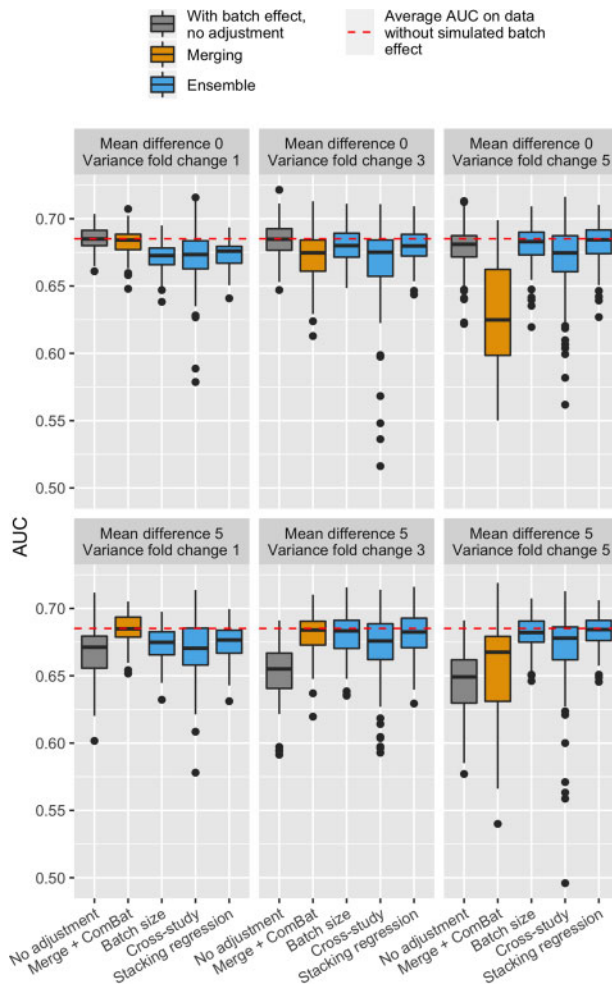 With batch effect,
no adjustment
Merging
Ensemble
Average AUC on data
without simulated batch
effect
Mean difference 0
Variance fold change 1
Mean difference 0
Variance fold change 3
Mean difference 0
Variance fold change 5
0.70
0.65
0.60
0.55
0.50
AUC
Mean difference 5
Variance fold change 1
Mean difference 5
Variance fold change 3
Mean difference 5
Variance fold change 5
0.70
0.65
0.60
0.55
0.50
No adjustment
Merge + ComBat
Batch size
Cross−study
Stacking regression
No adjustment
Merge + ComBat
Batch size
Cross−study
Stacking regression
No adjustment
Merge + ComBat
Batch size
Cross−study
Stacking regression